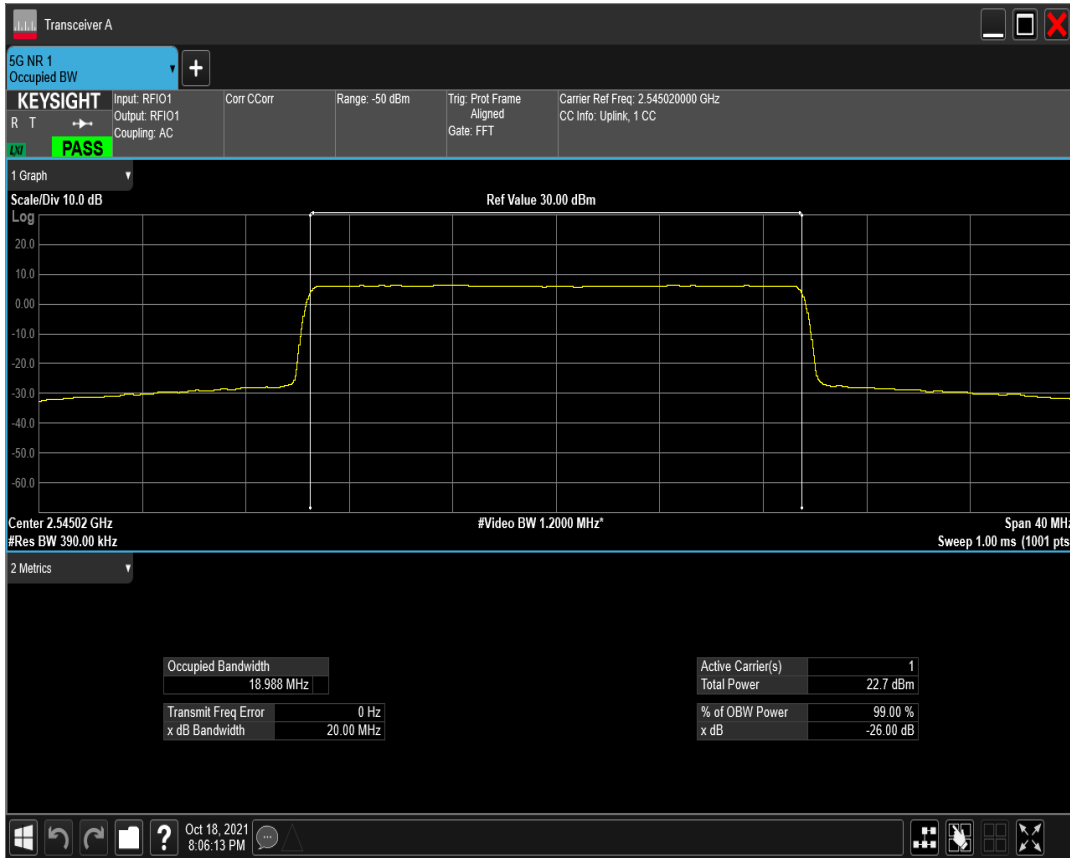 Transceiver A
5G NR 1
Occupied BW
KEYSIGHT
R T
LXI
PASS
Input: RFIO1
Output: RFIO1
Coupling: AC
Corr CCorr
Range: -50 dBm
Trig: Prot Frame
Aligned
Gate: FFT
Carrier Ref Freq: 2.545020000 GHz
CC Info: Uplink, 1 CC
1 Graph
Scale/Div 10.0 dB
Ref Value 30.00 dBm
Log
20.0
10.0
0.00
-10.0
-20.0
-30.0
-40.0
-50.0
-60.0
Center 2.54502 GHz
#Video BW 1.2000 MHz*
Span 40 MHz
#Res BW 390.00 kHz
Sweep 1.00 ms (1001 pts
2 Metrics
Occupied Bandwidth
18.988 MHz
Transmit Freq Error 0 Hz
x dB Bandwidth 20.00 MHz
Active Carrier(s) 1
Total Power 22.7 dBm
% of OBW Power 99.00 %
x dB -26.00 dB
?
Oct 18, 2021
8:06:13 PM